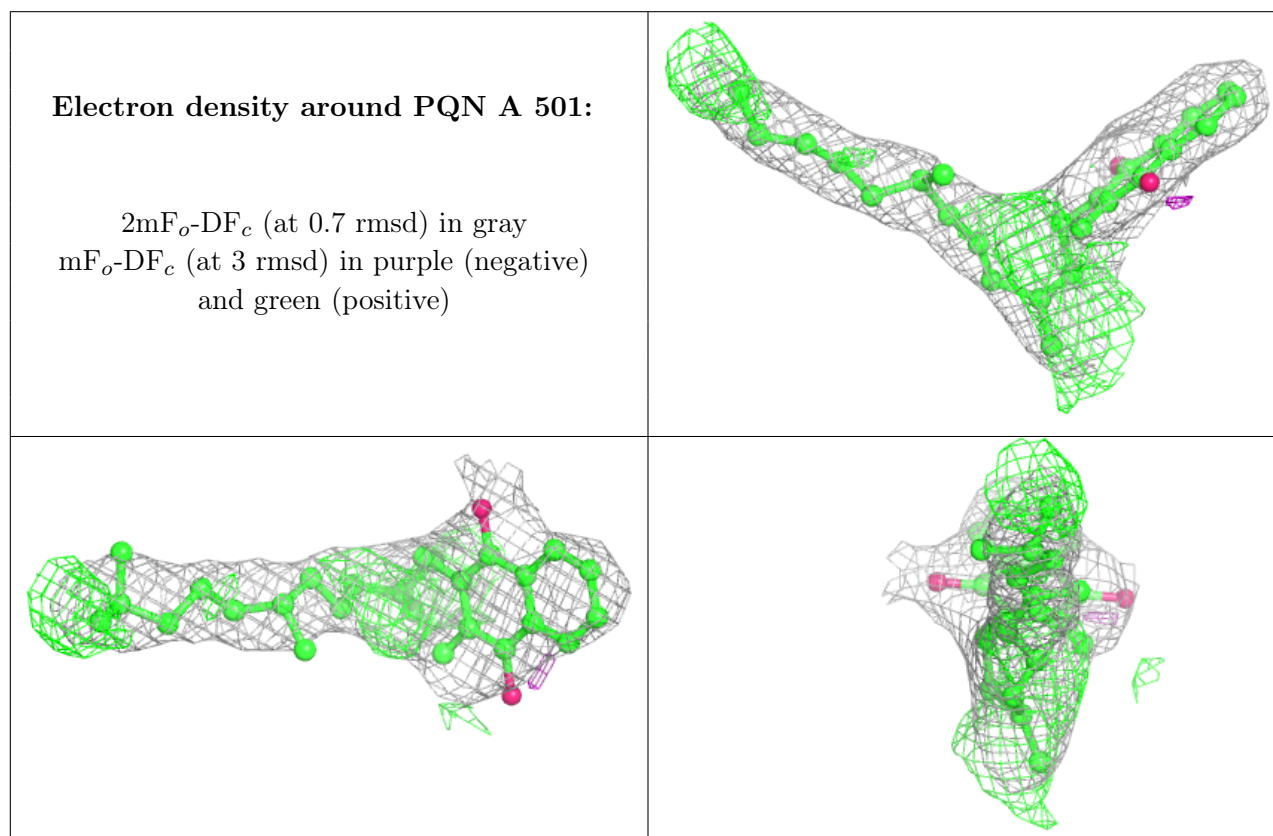 Electron density around PQN A 501:
2mFo-DFc (at 0.7 rmsd) in gray
mFo-DFc (at 3 rmsd) in purple (negative)
and green (positive)